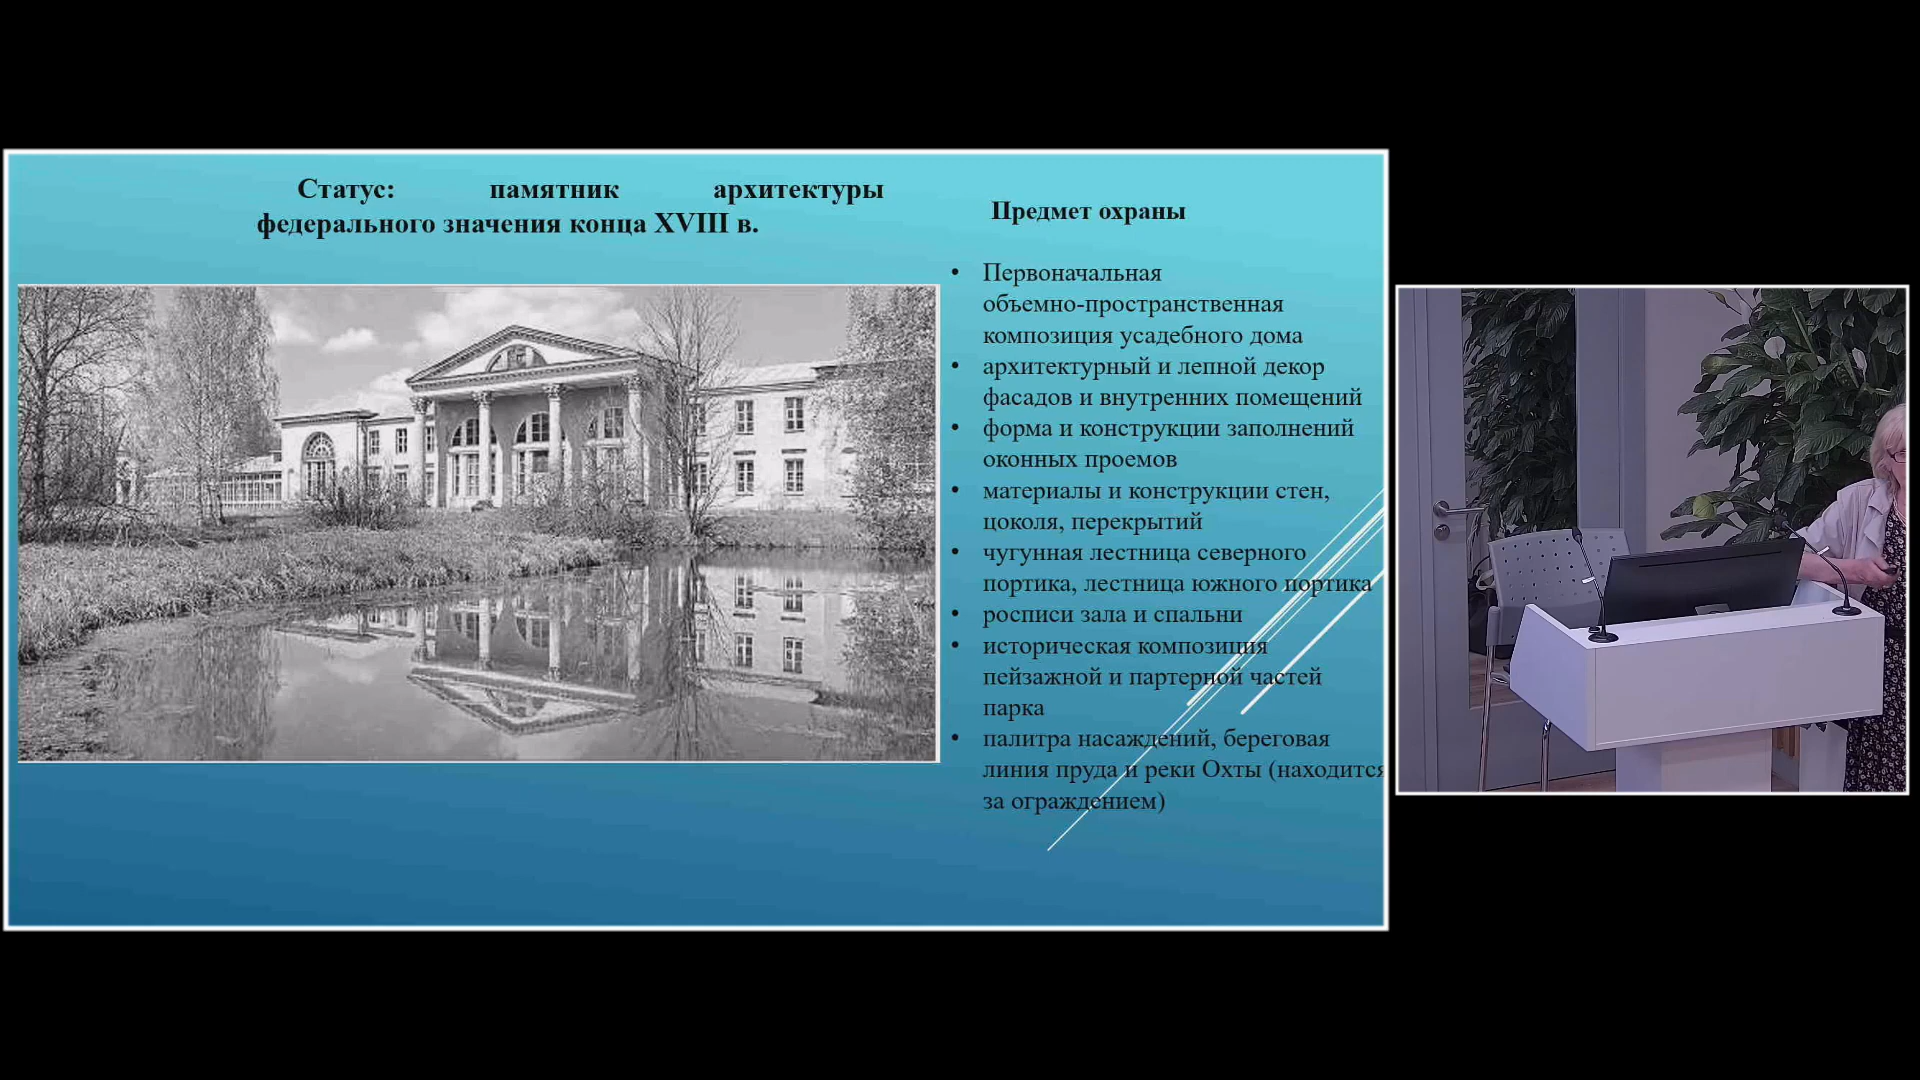 Статус: памятник архитектуры
федерального значения конца XVIII в.
Предмет охраны
• Первоначальная
объемно-пространственная
композиция усадебного дома
• архитектурный и лепной декор
фасадов и внутренних помещений
• форма и конструкции заполнений
оконных проемов
• материалы и конструкции стен,
цоколя, перекрытий
• чугунная лестница северного
портика, лестница южного портика
• росписи зала и спальни
• историческая композиция
пейзажной и партерной частей
парка
• палитра насаждений, береговая
линия пруда и реки Охты (находится
за ограждением)